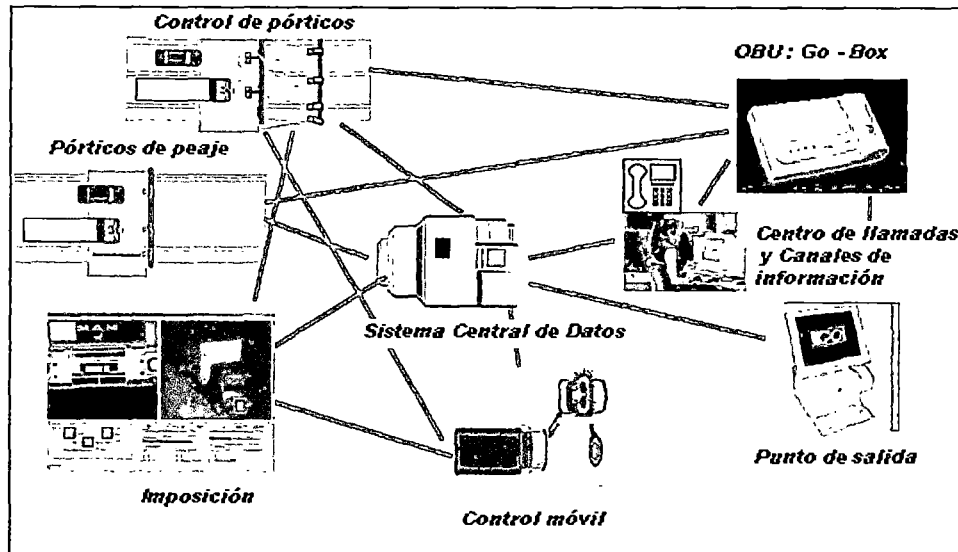 Control de pórticos
OBU: Go - Box
Pórticos de peaje
Centro de llamadas
y Canales de
información
Sistema Central de Datos
MAN
Imposición
Punto de salida
Control móvil